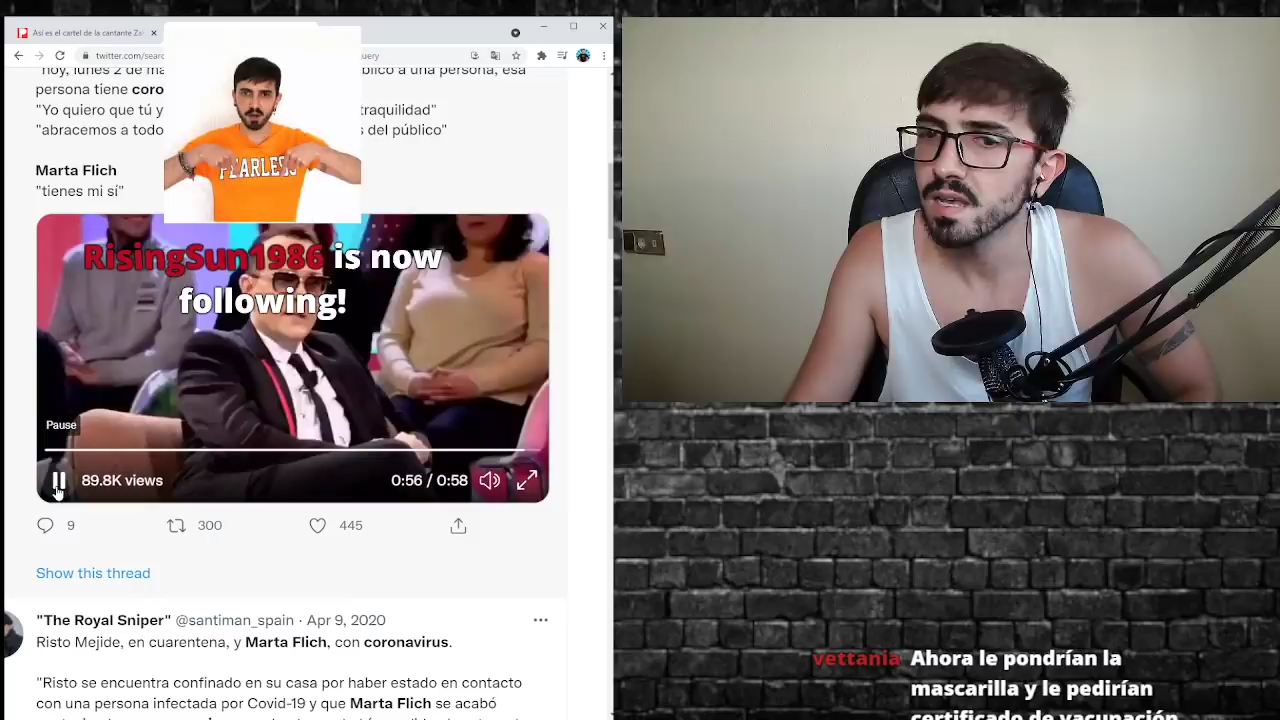 Así es el cartel de la cantante Za
twitter.com/sear
query
"hoy, lunes 2 de ma
blico a una persona, esa
persona tiene coro
"Yo quiero que tú y
traquilidad"
"abracemos a todo
s del público"
Marta Flich
"tienes mi sí"
FEARLESS
RisingSun1986 is now
following!
Pause
89.8K views
0:56 / 0:58
9
300
445
Show this thread
"The Royal Sniper" @santiman_spain · Apr 9, 2020
Risto Mejide, en cuarentena, y Marta Flich, con coronavirus.
"Risto se encuentra confinado en su casa por haber estado en contacto
con una persona infectada por Covid-19 y que Marta Flich se acabó
vettania Ahora le pondrían la
mascarilla y le pedirían
certificado de vacunación